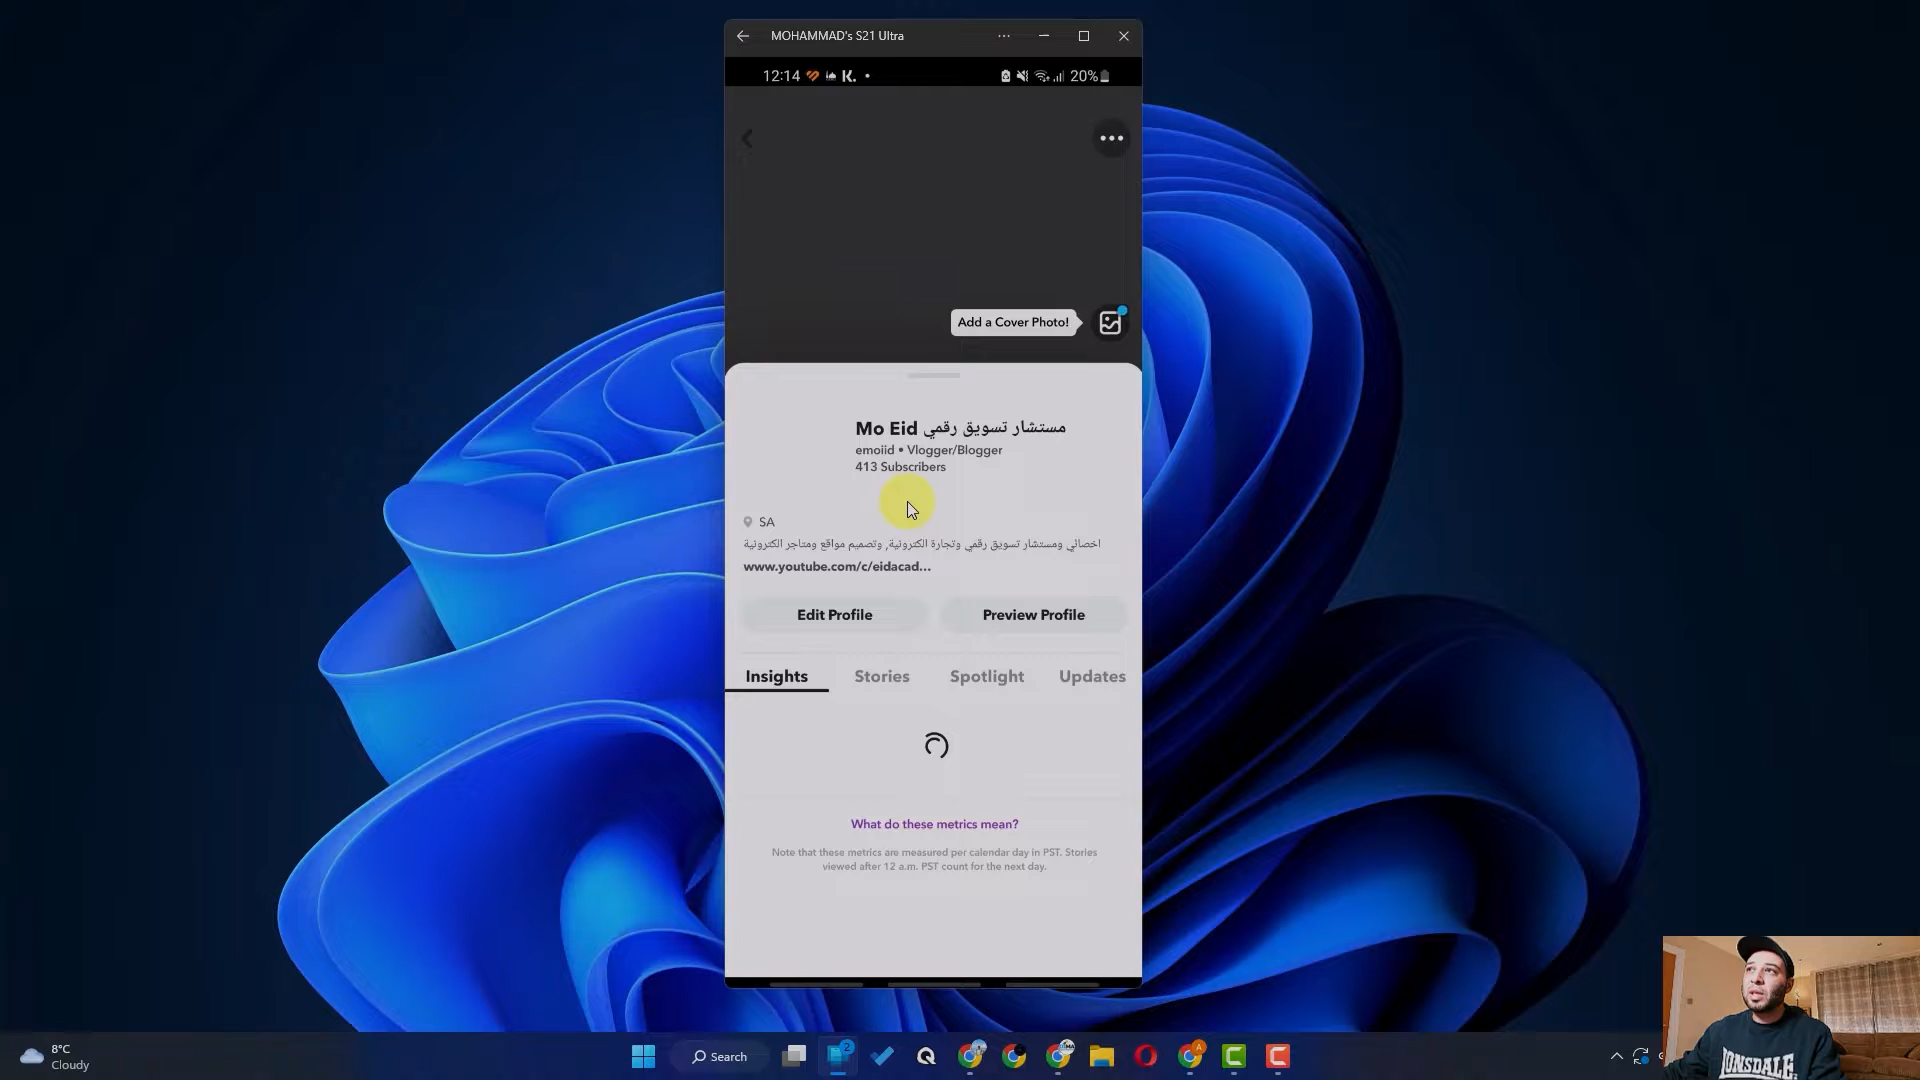 MOHAMMAD's S21 Ultra
12:14 K. 20%
Add a Cover Photo!
Mo Eid مستشار تسويق رقمي
emoiid • Vlogger/Blogger
413 Subscribers
SA
اخصائي ومستشار تسويق رقمي وتجارة الكترونية, وتصميم مواقع ومتاجر الكترونية
www.youtube.com/c/eidacad...
Edit Profile Preview Profile
Insights Stories Spotlight Updates
What do these metrics mean?
Note that these metrics are measured per calendar day in PST. Stories
viewed after 12 a.m. PST count for the next day.
LONSDALE
8°C
Cloudy
Search
2